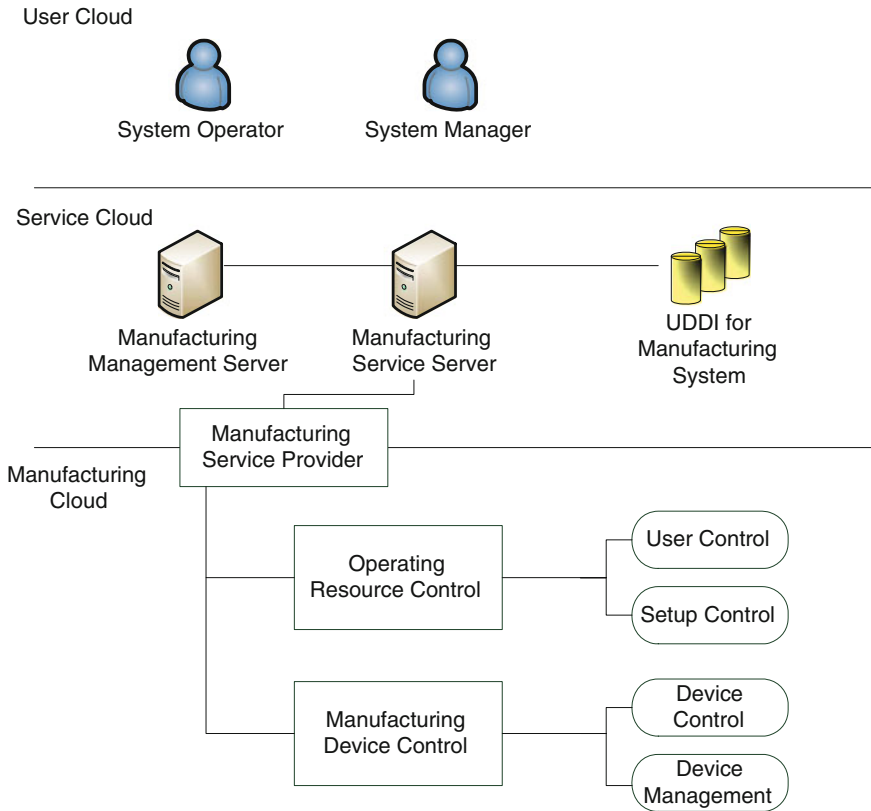 User Cloud
System Operator
System Manager
Service Cloud
Manufacturing
Management Server
Manufacturing
Service Server
UDDI for
Manufacturing
System
Manufacturing
Service Provider
Manufacturing
Cloud
Operating
Resource Control
User Control
Setup Control
Manufacturing
Device Control
Device
Control
Device
Management